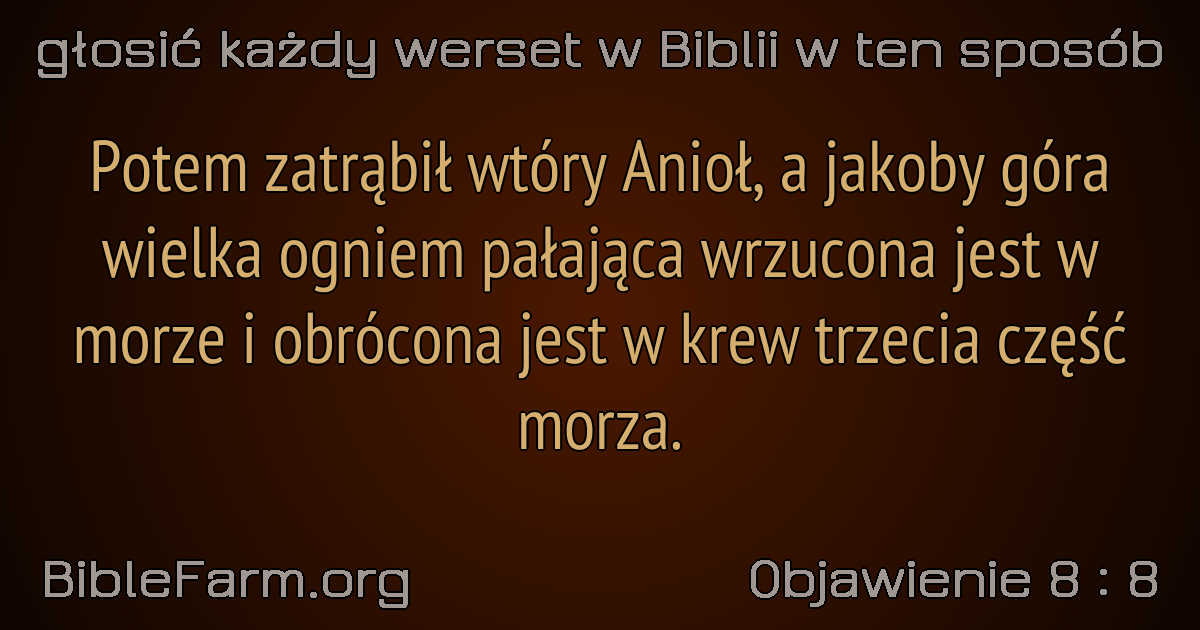 głosić każdy werset w Biblii w ten sposób
Potem zatrąbił wtóry Anioł, a jakoby góra
wielka ogniem pałająca wrzucona jest w
morze i obrócona jest w krew trzecia część
morza.
BibleFarm.org
Objawienie 8 : 8